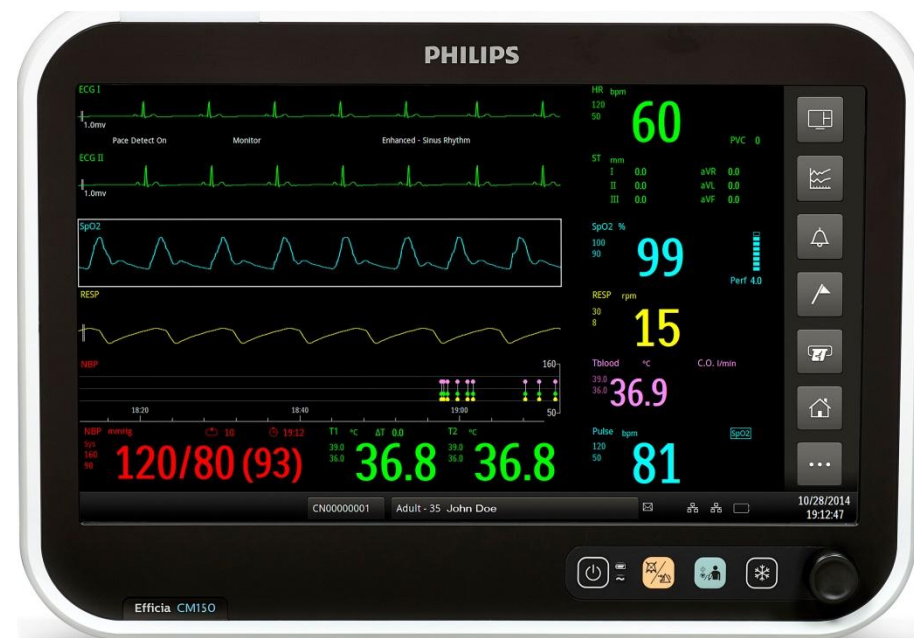 PHILIPS
ECG I
1.0mv
Pace Detect On Monitor Enhanced - Sinus Rhythm
HR bpm
120
50
60
PVC 0
ECG II
1.0mv
ST mm
I 0.0 aVR 0.0
II 0.0 aVL 0.0
III 0.0 aVF 0.0
SpO2
SpO2 %
100
90
99
Perf 4.0
RESP
RESP rpm
30
8
15
NBP
160
18:20 18:40 19:00
50
Tblood °C C.O. l/min
39.0
36.0
36.9
NBP mmHg 10 19:12
Sys
160
90
120/80 (93)
T1 °C ΔT 0.0 T2 °C
39.0
36.0
36.8
39.0
36.0
36.8
Pulse bpm SpO2
120
50
81
CN00000001 Adult - 35 John Doe
10/28/2014
19:12:47
Efficia CM150